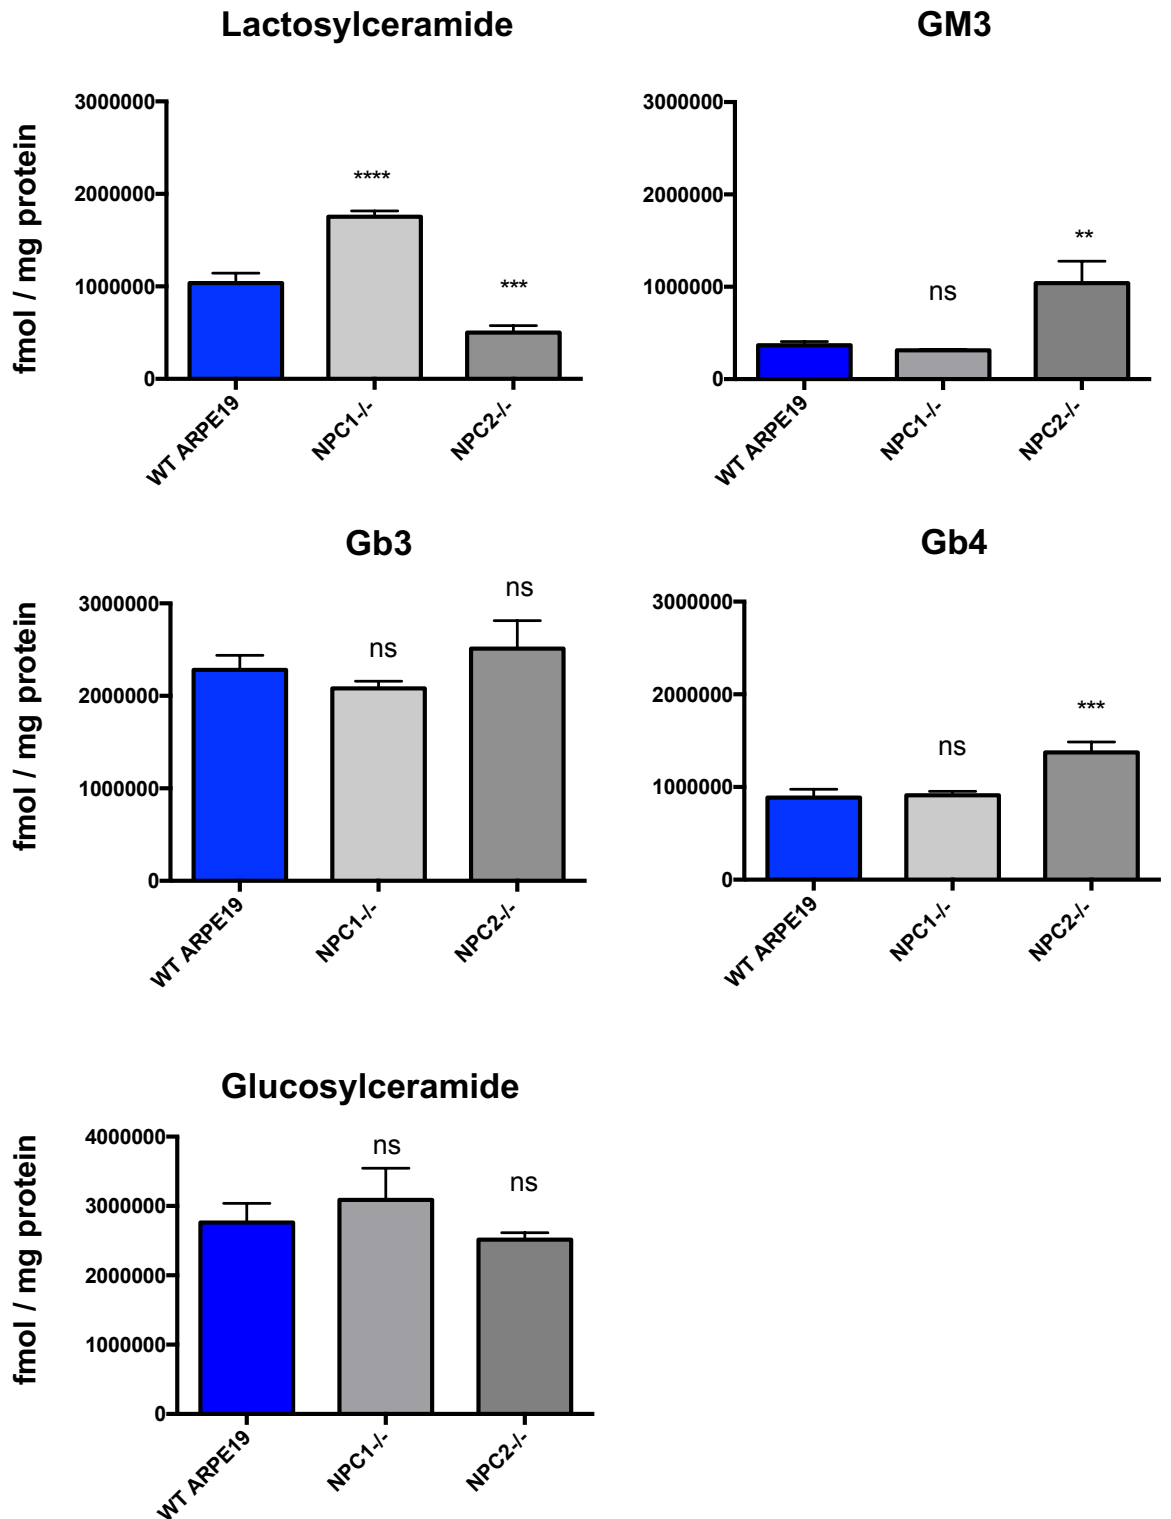 Lactosylceramide
fmol / mg protein
3000000
2000000
1000000
0
****
***
WT ARPE19
NPC1-/-
NPC2-/-
GM3
3000000
2000000
1000000
0
ns
**
WT ARPE19
NPC1-/-
NPC2-/-
Gb3
fmol / mg protein
3000000
2000000
1000000
0
ns
ns
WT ARPE19
NPC1-/-
NPC2-/-
Gb4
3000000
2000000
1000000
0
ns
***
WT ARPE19
NPC1-/-
NPC2-/-
Glucosylceramide
fmol / mg protein
4000000
3000000
2000000
1000000
0
ns
ns
WT ARPE19
NPC1-/-
NPC2-/-